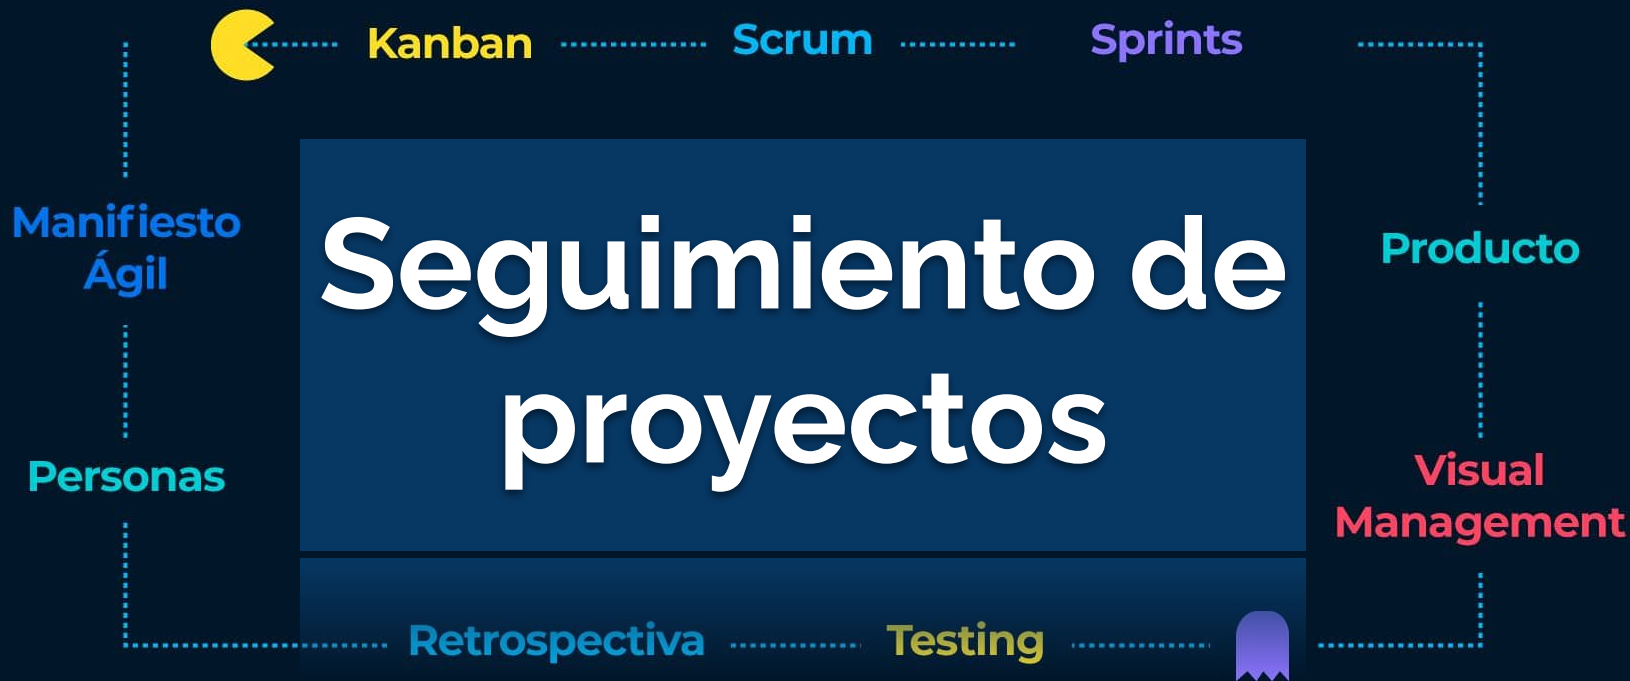 Kanban
Scrum
Sprints
Manifiesto
Ágil
Seguimiento de
proyectos
Producto
Personas
Visual
Management
Retrospectiva
Testing